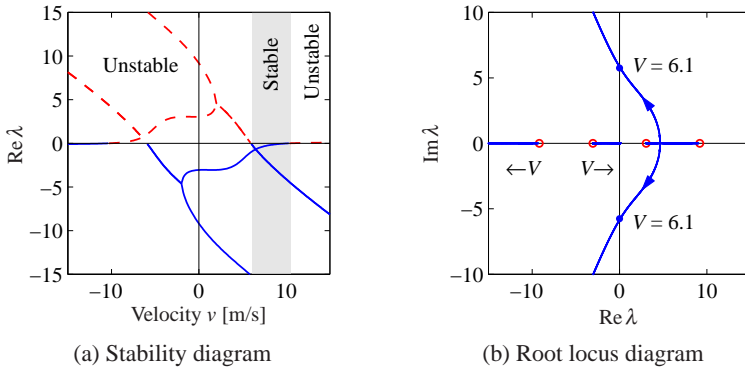 15
10
5
0
−5
−10
−15
Re λ
Unstable
Stable
Unstable
−10
0
10
Velocity v [m/s]
(a) Stability diagram
10
5
0
−5
−10
Im λ
V = 6.1
←V
V→
V = 6.1
−10
0
10
Re λ
(b) Root locus diagram